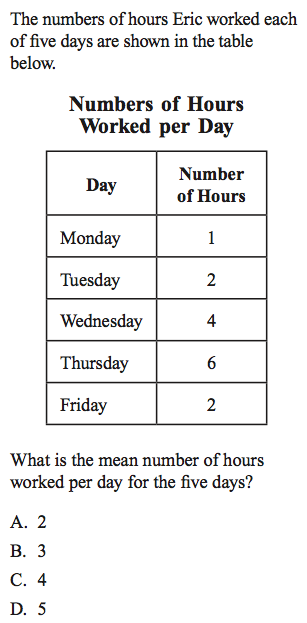 The numbers of hours Eric worked each
of five days are shown in the table
below.
Numbers of Hours
Worked per Day
Day
Number
of Hours
Monday 1
Tuesday 2
Wednesday 4
Thursday 6
Friday 2
What is the mean number of hours
worked per day for the five days?
A. 2
B. 3
C. 4
D. 5